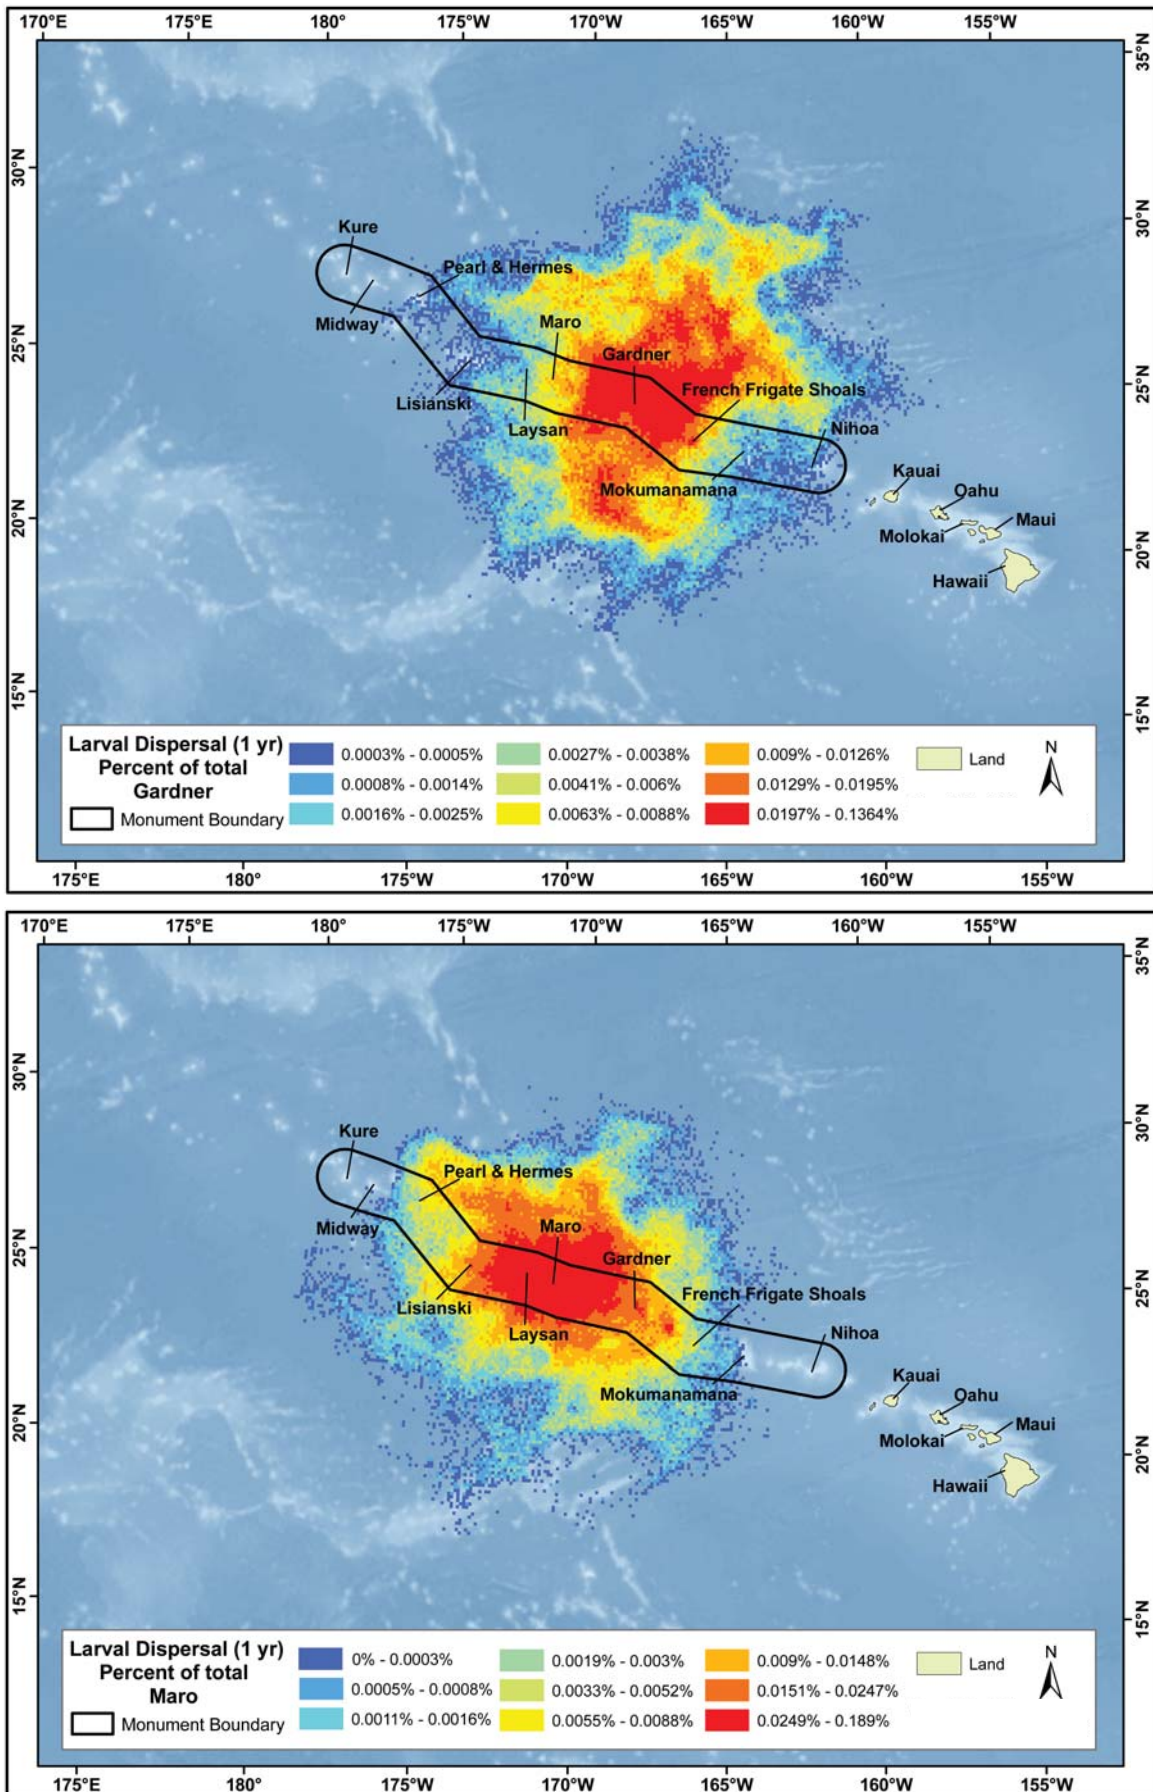 170°E 175°E 180° 175°W 170°W 165°W 160°W 155°W
35°N
30°N
30°N
Kure
Pearl & Hermes
Midway
Maro
25°N
Gardner
25°N
French Frigate Shoals
Lisianski
Laysan
Nihoa
Kauai
Mokumanamana
Oahu
20°N
Maui
Molokai
20°N
Hawaii
15°N
15°N
Larval Dispersal (1 yr)
Percent of total
Gardner
Monument Boundary
0.0003% - 0.0005%
0.0008% - 0.0014%
0.0016% - 0.0025%
0.0027% - 0.0038%
0.0041% - 0.006%
0.0063% - 0.0088%
0.009% - 0.0126%
0.0129% - 0.0195%
0.0197% - 0.1364%
Land
N
175°E 180° 175°W 170°W 165°W 160°W 155°W
170°E 175°E 180° 175°W 170°W 165°W 160°W 155°W
35°N
30°N
30°N
Kure
Pearl & Hermes
Midway
Maro
25°N
Gardner
25°N
French Frigate Shoals
Lisianski
Laysan
Nihoa
Kauai
Mokumanamana
Oahu
20°N
Maui
Molokai
20°N
Hawaii
15°N
15°N
Larval Dispersal (1 yr)
Percent of total
Maro
Monument Boundary
0% - 0.0003%
0.0005% - 0.0008%
0.0011% - 0.0016%
0.0019% - 0.003%
0.0033% - 0.0052%
0.0055% - 0.0088%
0.009% - 0.0148%
0.0151% - 0.0247%
0.0249% - 0.189%
Land
N
175°E 180° 175°W 170°W 165°W 160°W 155°W